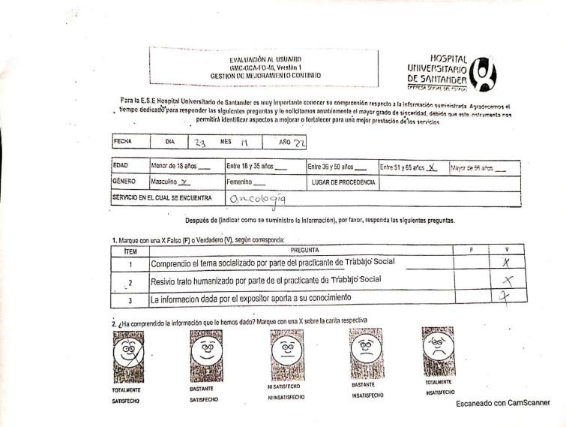 EVALUACIÓN AL USUARIO
GMC-GCA-FO-46, Versión 1
GESTION DE MEJORAMIENTO CONTINUO
HOSPITAL
UNIVERSITARIO
DE SANTANDER
EMPRESA SOCIAL DEL ESTADO
Para la E.S.E Hospital Universitario de Santander es muy importante conocer su comprensión respecto a la información suministrada. Agradecemos el
tiempo dedicado para responder las siguientes preguntas y le solicitamos amablemente el mayor grado de sinceridad, debido que este instrumento nos
permitirá identificar aspectos a mejorar o fortalecer para una mejor prestación de los servicios
FECHA DIA 23 MES 11 AÑO 22
EDAD Menor de 18 años ___ Entre 18 y 35 años ___ Entre 36 y 50 años ___ Entre 51 y 65 años X Mayor de 65 años ___
GÉNERO Masculino X Femenino ___ LUGAR DE PROCEDENCIA
SERVICIO EN EL CUAL SE ENCUENTRA Oncología
Después de (indicar como se suministro la información), por favor, responda las siguientes preguntas.
1. Marque con una X Falso (F) o Verdadero (V), según corresponda:
ÍTEM PREGUNTA F V
1 Comprendio el tema socializado por parte del practicante de Trabajo Social X
2 Resivio trato humanizado por parte de el practicante de Trabajo Social X
3 La informacion dada por el expositor aporta a su conocimiento X
2. ¿Ha comprendido la información que le hemos dado? Marque con una X sobre la carita respectiva
TOTALMENTE BASTANTE NI SATISFECHO BASTANTE TOTALMENTE
SATISFECHO SATISFECHO NI INSATISFECHO INSATISFECHO INSATISFECHO
Escaneado con CamScanner